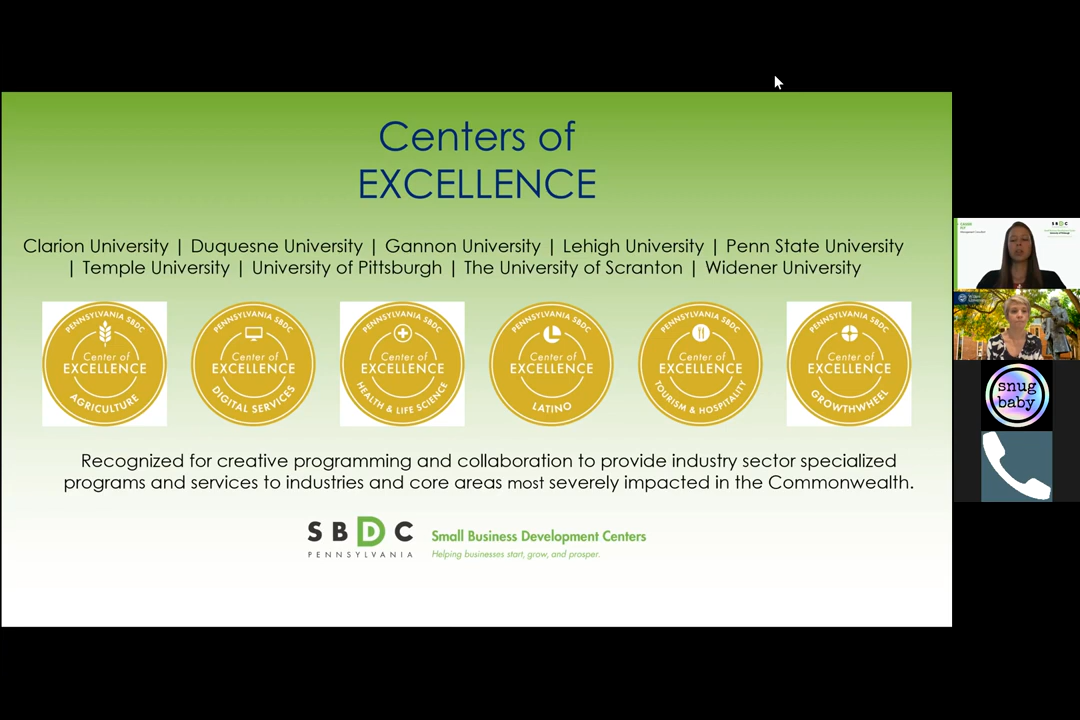 Centers of
EXCELLENCE
Clarion University | Duquesne University | Gannon University | Lehigh University | Penn State University
| Temple University | University of Pittsburgh | The University of Scranton | Widener University
PENNSYLVANIA SBDC
Center of
EXCELLENCE
AGRICULTURE
PENNSYLVANIA SBDC
Center of
EXCELLENCE
DIGITAL SERVICES
PENNSYLVANIA SBDC
Center of
EXCELLENCE
HEALTH & LIFE SCIENCE
PENNSYLVANIA SBDC
Center of
EXCELLENCE
LATINO
PENNSYLVANIA SBDC
Center of
EXCELLENCE
TOURISM & HOSPITALITY
PENNSYLVANIA SBDC
Center of
EXCELLENCE
GROWTHWHEEL
Recognized for creative programming and collaboration to provide industry sector specialized
programs and services to industries and core areas most severely impacted in the Commonwealth.
SBDC
PENNSYLVANIA
Small Business Development Centers
Helping businesses start, grow, and prosper.
SBDC
snug
baby